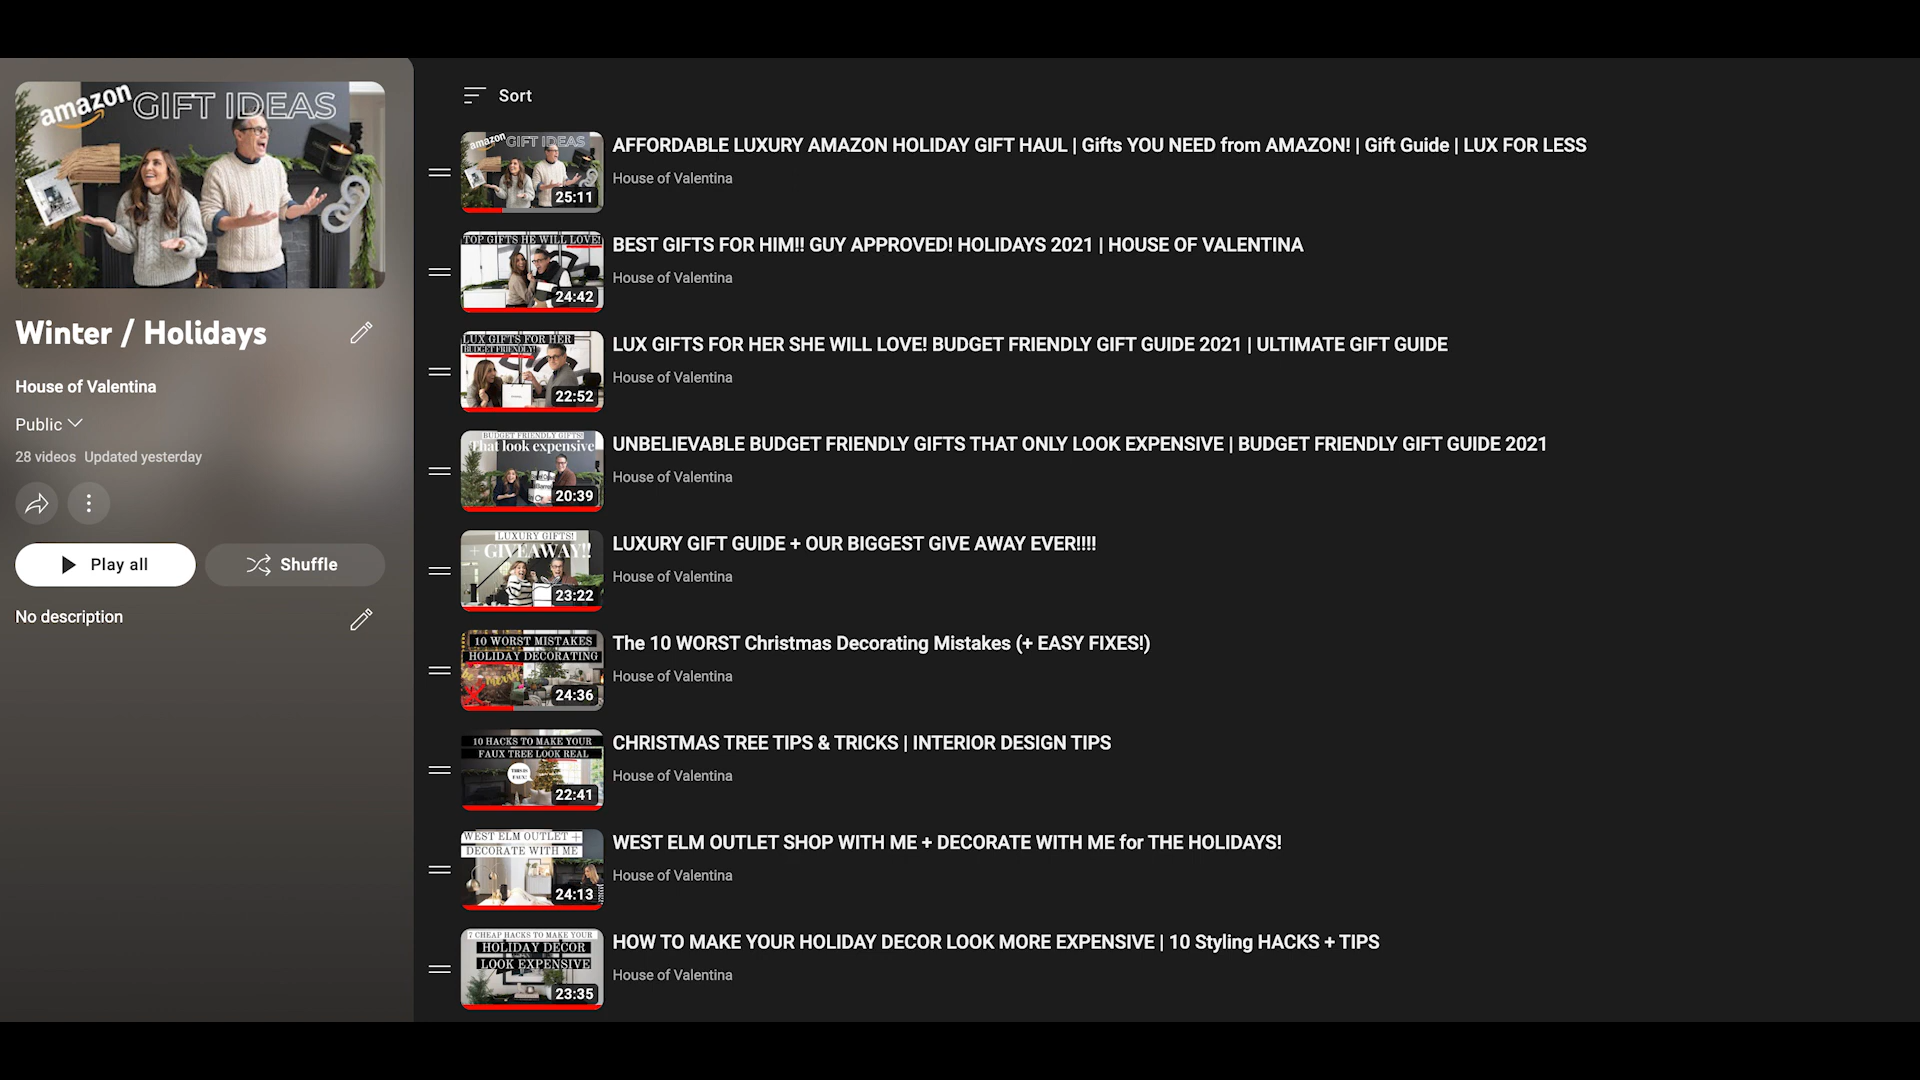 amazon GIFT IDEAS
Winter / Holidays
House of Valentina
Public
28 videos Updated yesterday
Play all
Shuffle
No description
Sort
amazon GIFT IDEAS
25:11
AFFORDABLE LUXURY AMAZON HOLIDAY GIFT HAUL | Gifts YOU NEED from AMAZON! | Gift Guide | LUX FOR LESS
House of Valentina
TOP GIFTS HE WILL LOVE!
24:42
BEST GIFTS FOR HIM!! GUY APPROVED! HOLIDAYS 2021 | HOUSE OF VALENTINA
House of Valentina
LUX GIFTS FOR HER
BUDGET FRIENDLY!
22:52
LUX GIFTS FOR HER SHE WILL LOVE! BUDGET FRIENDLY GIFT GUIDE 2021 | ULTIMATE GIFT GUIDE
House of Valentina
BUDGET FRIENDLY GIFTS!
That look expensive
20:39
UNBELIEVABLE BUDGET FRIENDLY GIFTS THAT ONLY LOOK EXPENSIVE | BUDGET FRIENDLY GIFT GUIDE 2021
House of Valentina
LUXURY GIFTS!
+ GIVEAWAY!!
23:22
LUXURY GIFT GUIDE + OUR BIGGEST GIVE AWAY EVER!!!!
House of Valentina
10 WORST MISTAKES
HOLIDAY DECORATING
be merry
24:36
The 10 WORST Christmas Decorating Mistakes (+ EASY FIXES!)
House of Valentina
10 HACKS TO MAKE YOUR
FAUX TREE LOOK REAL
THIS IS
FAUX!
22:41
CHRISTMAS TREE TIPS & TRICKS | INTERIOR DESIGN TIPS
House of Valentina
WEST ELM OUTLET +
DECORATE WITH ME
24:13
WEST ELM OUTLET SHOP WITH ME + DECORATE WITH ME for THE HOLIDAYS!
House of Valentina
7 CHEAP HACKS TO MAKE YOUR
HOLIDAY DECOR
LOOK EXPENSIVE
23:35
HOW TO MAKE YOUR HOLIDAY DECOR LOOK MORE EXPENSIVE | 10 Styling HACKS + TIPS
House of Valentina